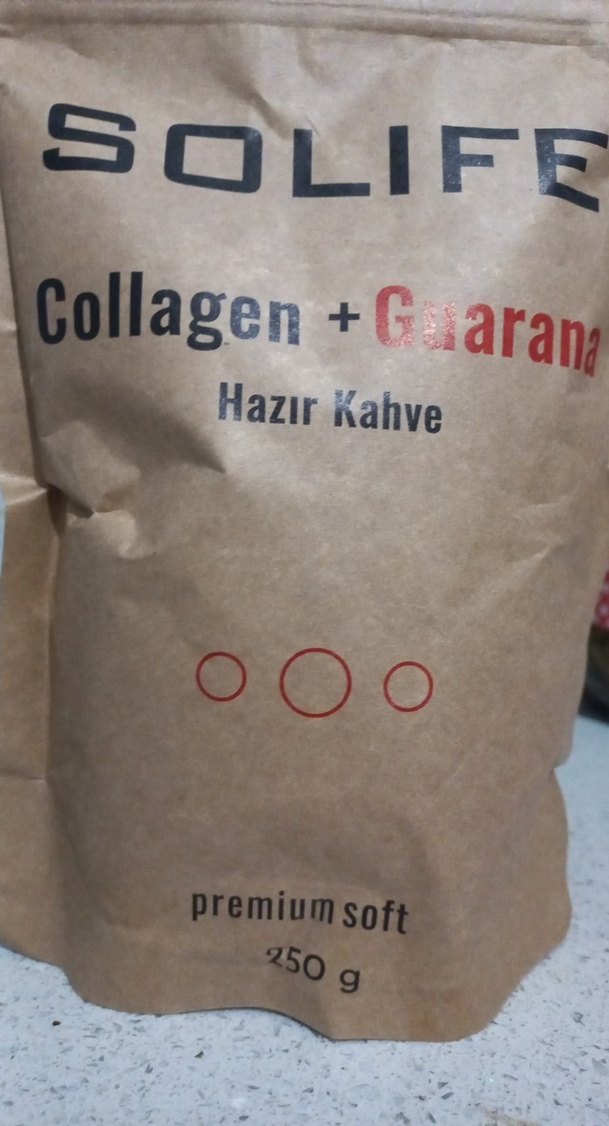 SOLIFE
Collagen + Guarana
Hazır Kahve
premium soft
250 g